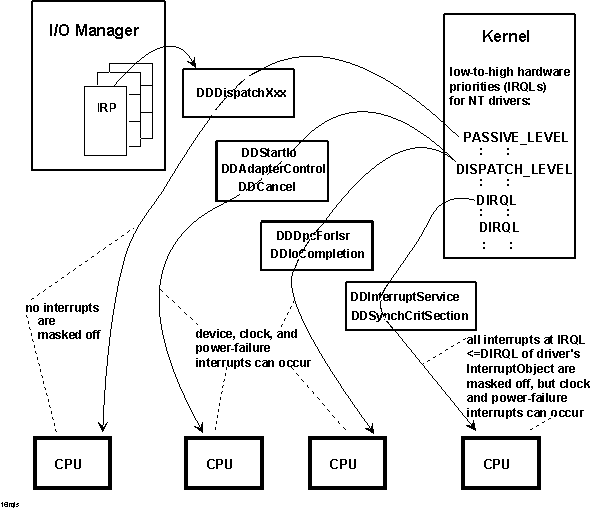 I/O Manager
IRP
DDDispatchXxx
Kernel
low-to-high hardware
priorities (IRQLs)
for NT drivers:
PASSIVE_LEVEL
DISPATCH_LEVEL
DIRQL
DIRQL
DDStartIo
DDAdapterControl
DDCancel
DDDpcForIsr
DDIoCompletion
DDInterruptService
DDSynchCritSection
no interrupts
are
masked off
device, clock, and
power-failure
interrupts can occur
all interrupts at IRQL
<=DIRQL of driver's
InterruptObject are
masked off, but clock
and power-failure
interrupts can occur
CPU
CPU
CPU
CPU